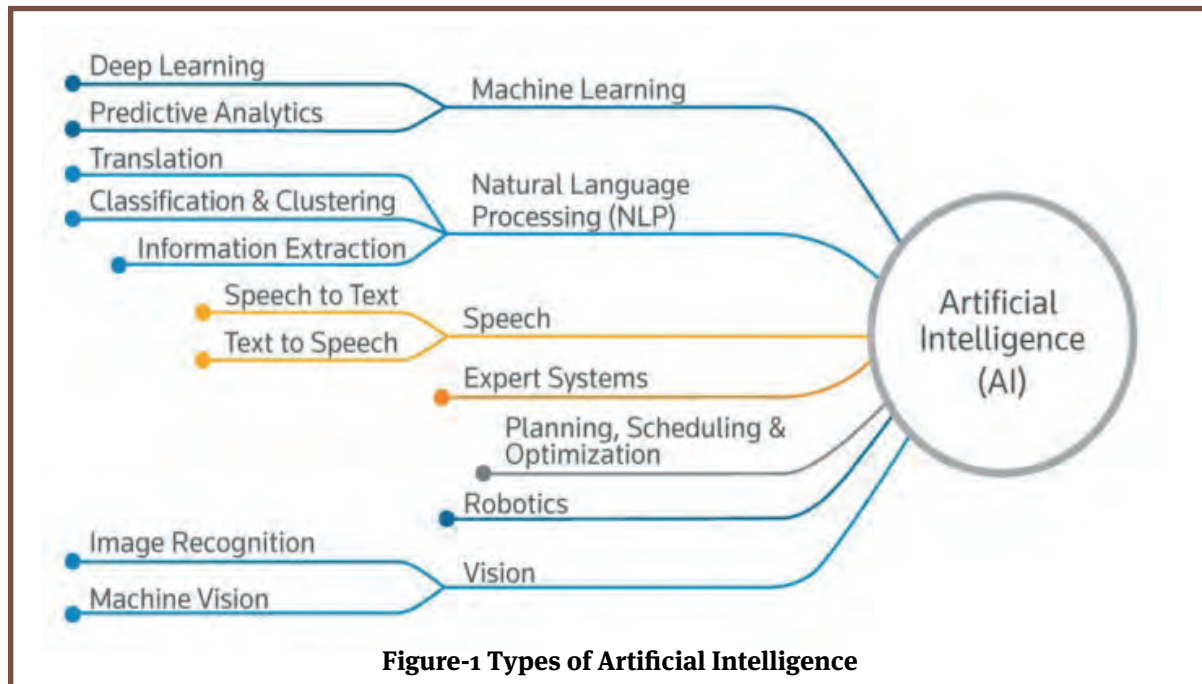 Deep Learning
Machine Learning
Predictive Analytics
Translation
Natural Language
Processing (NLP)
Classification & Clustering
Information Extraction
Speech to Text
Speech
Text to Speech
Expert Systems
Planning, Scheduling &
Optimization
Robotics
Image Recognition
Vision
Machine Vision
Artificial
Intelligence
(AI)
Figure-1 Types of Artificial Intelligence